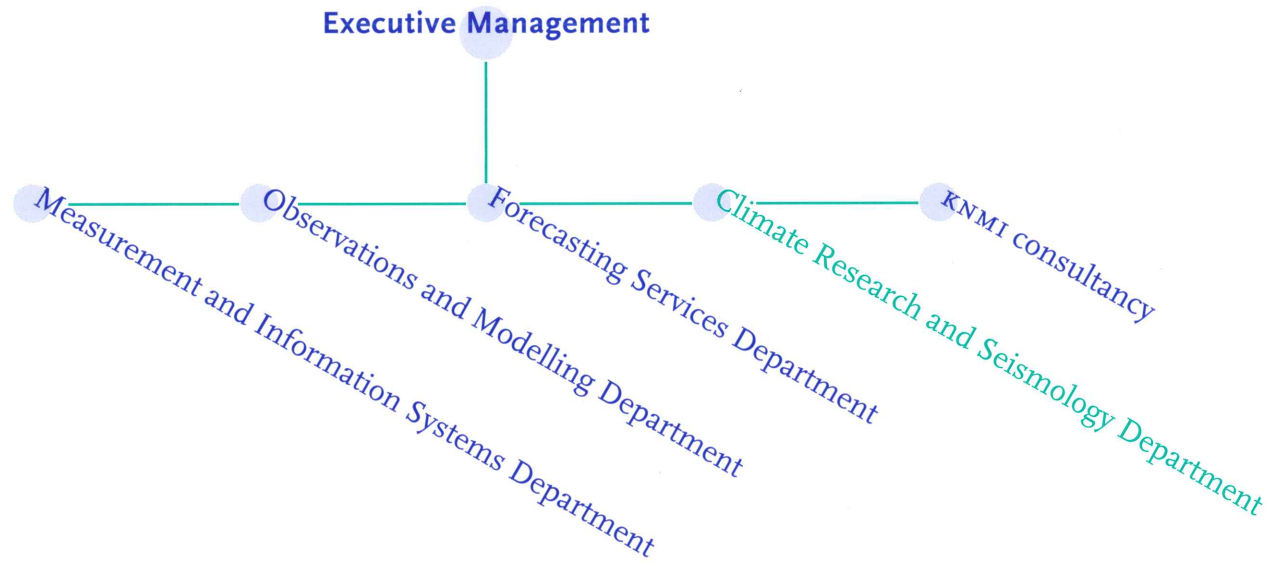 Executive Management
Measurement and Information Systems Department
Observations and Modelling Department
Forecasting Services Department
Climate Research and Seismology Department
KNMI consultancy